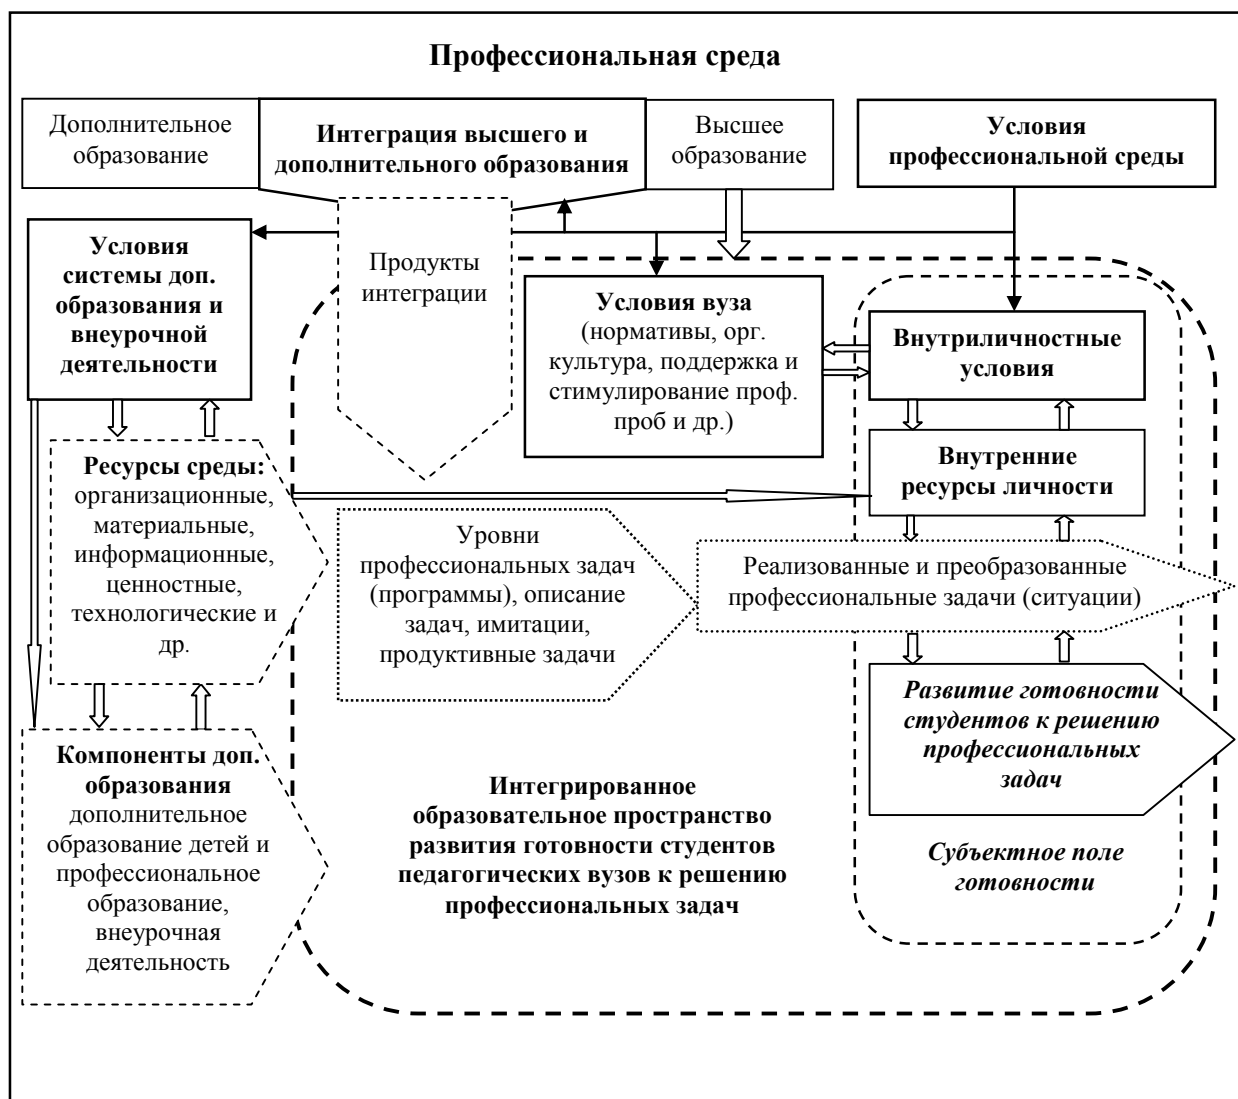 Профессиональная среда
Дополнительное
образование
Интеграция высшего и
дополнительного образования
Высшее
образование
Условия
профессиональной среды
Условия
системы доп.
образования и
внеурочной
деятельности
Продукты
интеграции
Условия вуза
(нормативы, орг.
культура, поддержка и
стимулирование проф.
проб и др.)
Внутриличностные
условия
Ресурсы среды:
организационные,
материальные,
информационные,
ценностные,
технологические и
др.
Внутренние
ресурсы личности
Уровни
профессиональных задач
(программы), описание
задач, имитации,
продуктивные задачи
Реализованные и преобразованные
профессиональные задачи (ситуации)
Развитие готовности
студентов к решению
профессиональных
задач
Компоненты доп.
образования
дополнительное
образование детей и
профессиональное
образование,
внеурочная
деятельность
Интегрированное
образовательное пространство
развития готовности студентов
педагогических вузов к решению
профессиональных задач
Субъектное поле
готовности